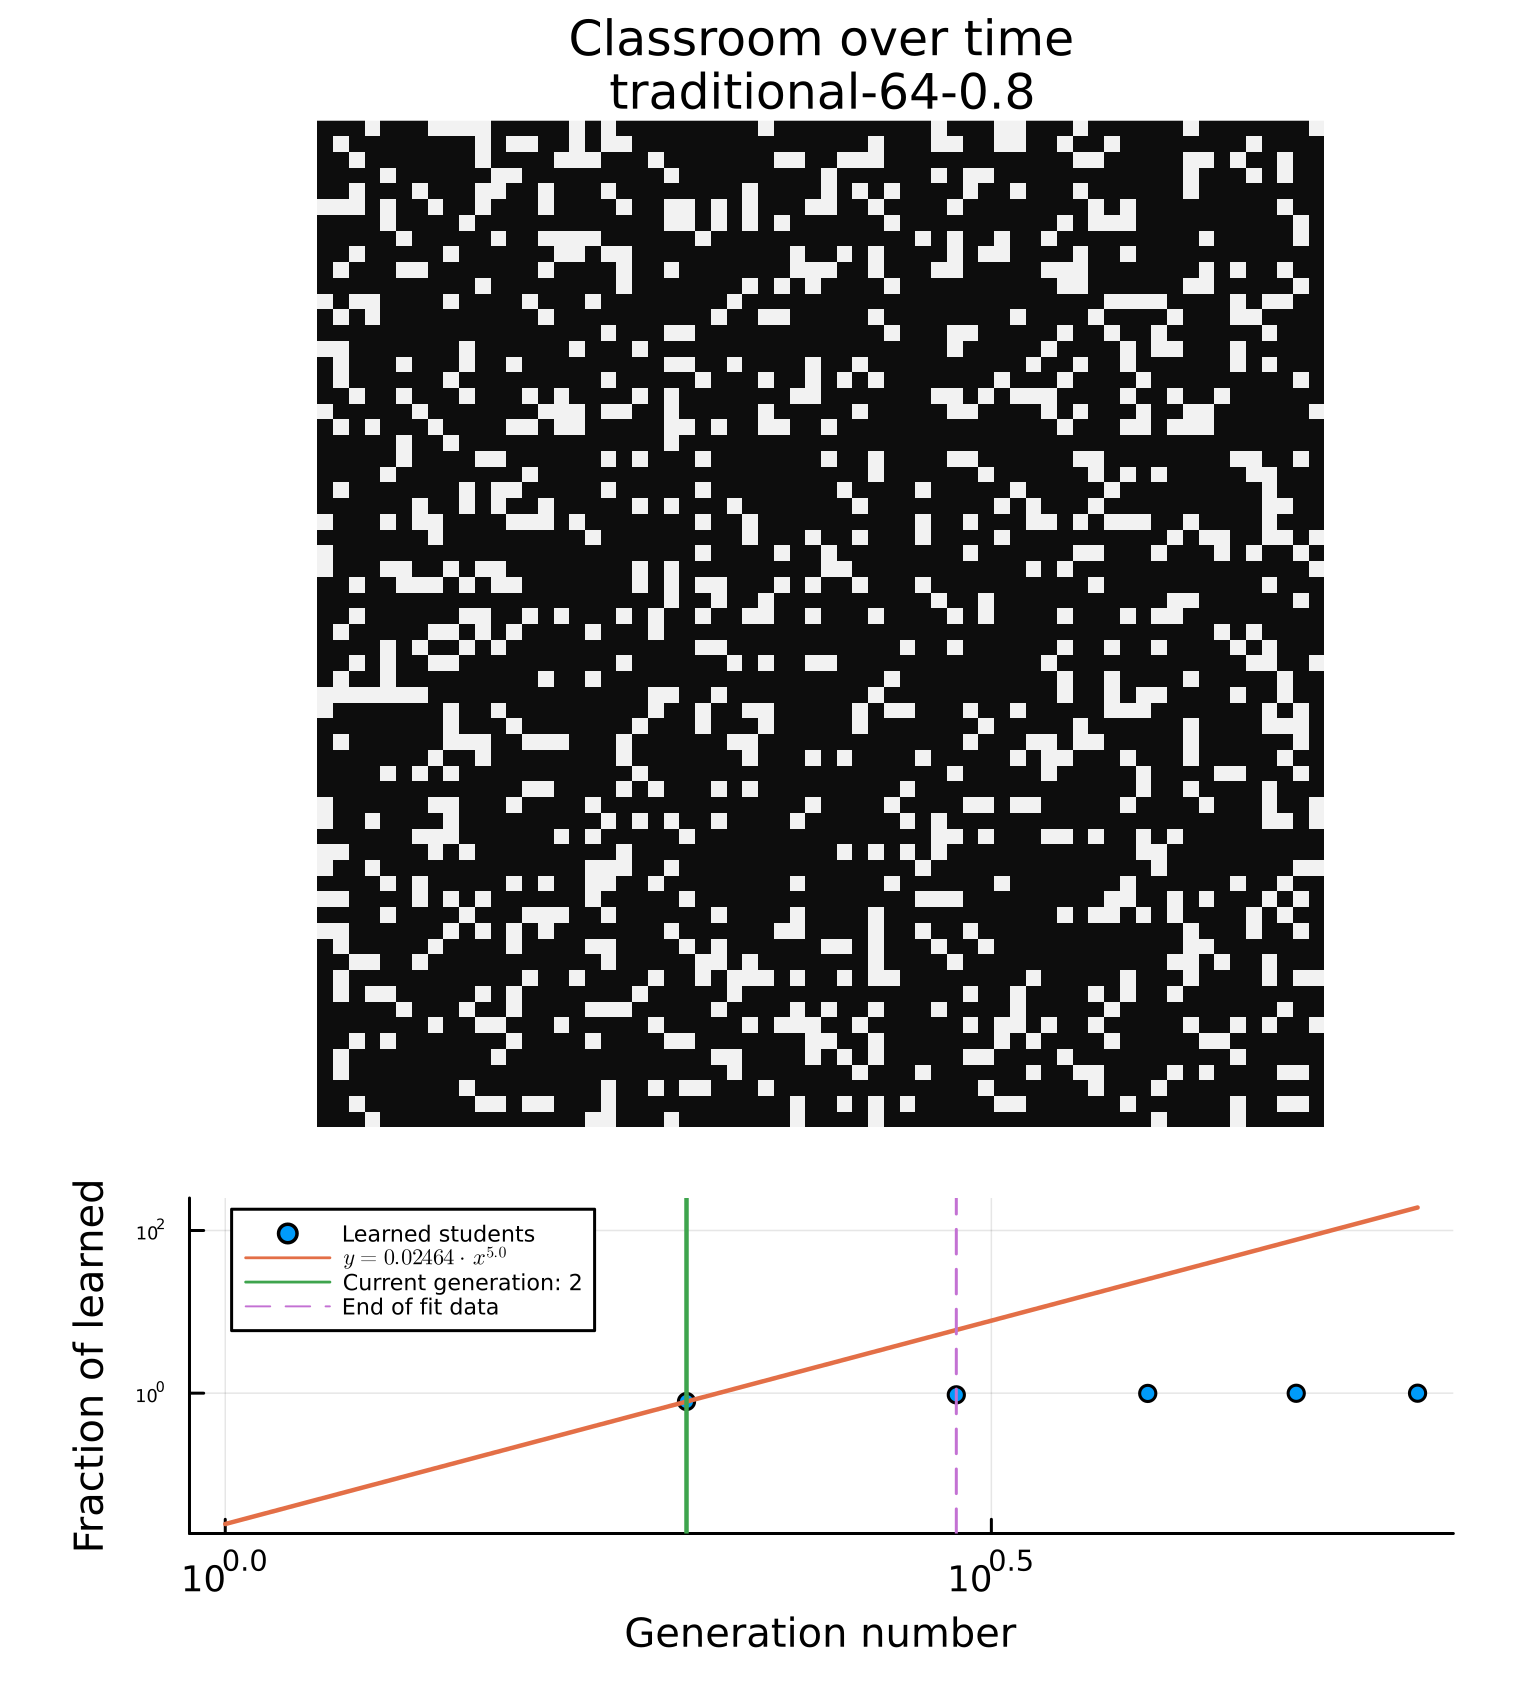 Classroom over time
traditional-64-0.8
Fraction of learned
10^2
10^0
Learned students
y = 0.02464 · x^5.0
Current generation: 2
End of fit data
10^0.0
10^0.5
Generation number